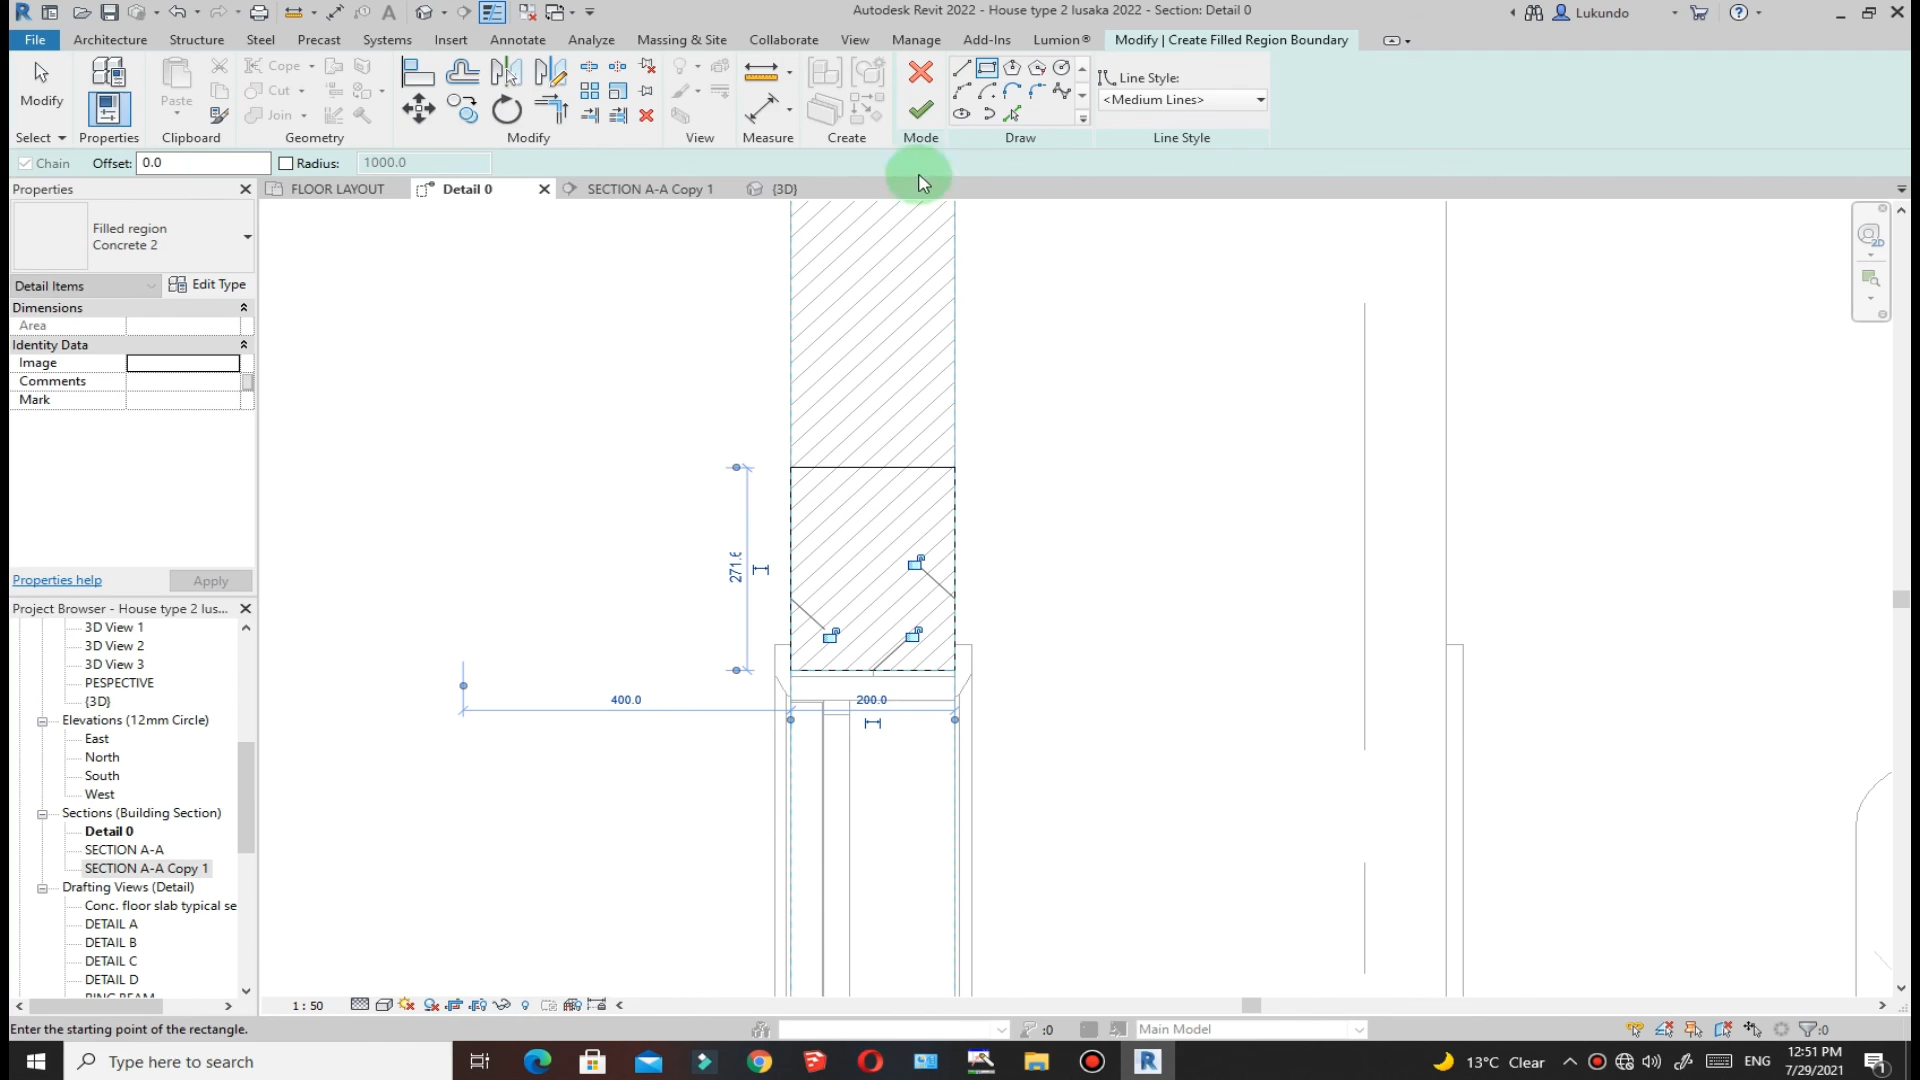 Autodesk Revit 2022 - House type 2 lusaka 2022 - Section: Detail 0
Lukundo
File Architecture Structure Steel Precast Systems Insert Annotate Analyze Massing & Site Collaborate View Manage Add-Ins Lumion® Modify | Create Filled Region Boundary
Modify
Paste
Cope
Cut
Join
Line Style:
<Medium Lines>
Select Properties Clipboard Geometry Modify View Measure Create Mode Draw Line Style
Chain Offset: 0.0 Radius: 1000.0
Properties
FLOOR LAYOUT Detail 0 SECTION A-A Copy 1 {3D}
Filled region
Concrete 2
Detail Items Edit Type
Dimensions
Area
Identity Data
Image
Comments
Mark
Properties help Apply
Project Browser - House type 2 lus...
3D View 1
3D View 2
3D View 3
PESPECTIVE
{3D}
Elevations (12mm Circle)
East
North
South
West
Sections (Building Section)
Detail 0
SECTION A-A
SECTION A-A Copy 1
Drafting Views (Detail)
Conc. floor slab typical se
DETAIL A
DETAIL B
DETAIL C
DETAIL D
271.6
400.0 200.0
2D
1 : 50
Enter the starting point of the rectangle.
:0
Main Model
:0
Type here to search
13°C Clear
ENG
12:51 PM
7/29/2021
1